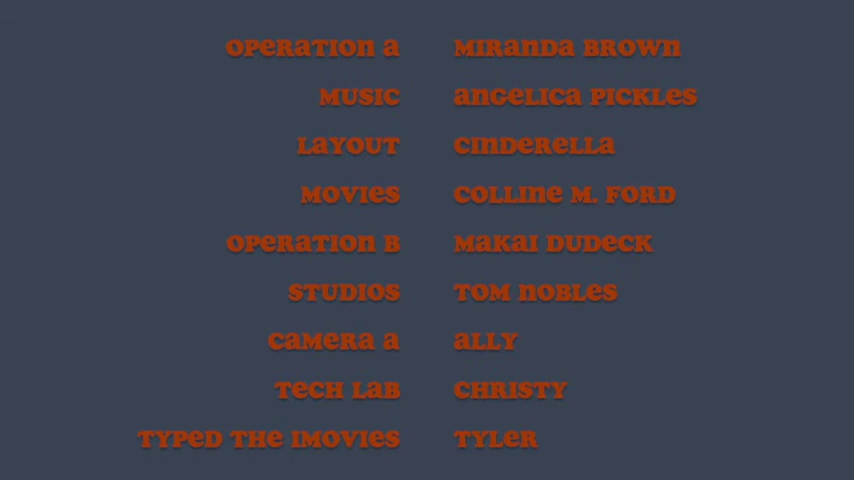 Operation A Miranda Brown
Music Angelica Pickles
Layout Cinderella
Movies Colline M. Ford
Operation B Makai Dudeck
Studios Tom Nobles
Camera A Ally
Tech Lab Christy
Typed the iMovies Tyler